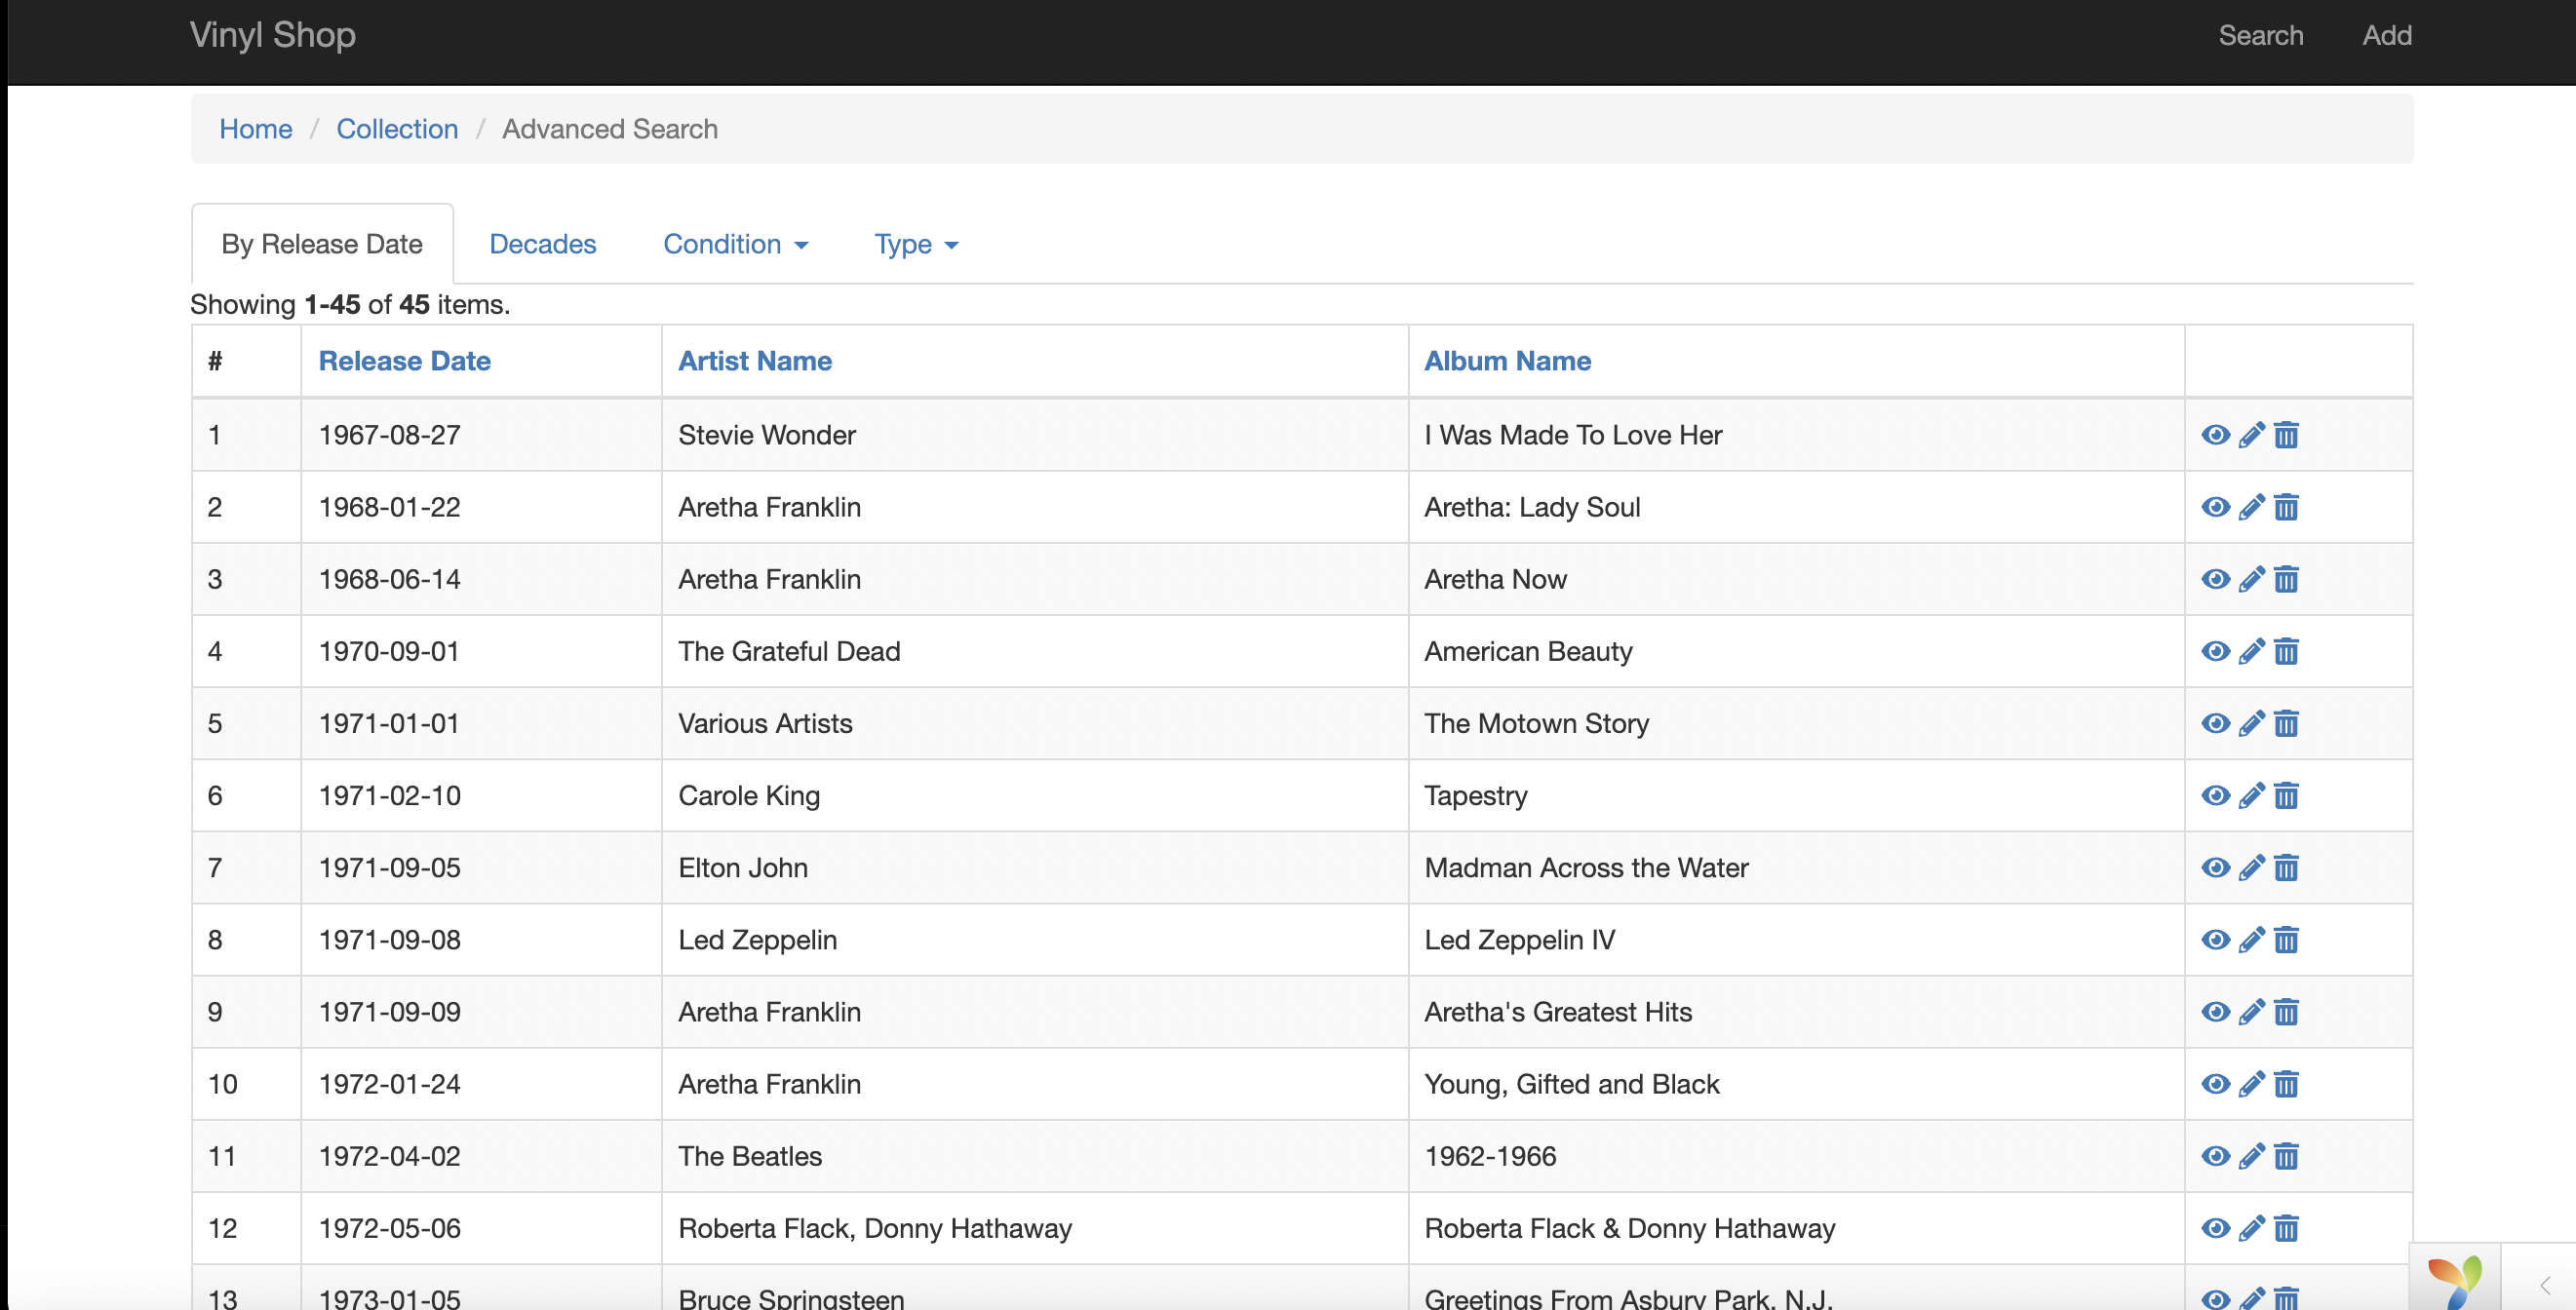 Vinyl Shop Search Add
Home / Collection / Advanced Search
By Release Date Decades Condition Type
Showing 1-45 of 45 items.
# Release Date Artist Name Album Name
1 1967-08-27 Stevie Wonder I Was Made To Love Her
2 1968-01-22 Aretha Franklin Aretha: Lady Soul
3 1968-06-14 Aretha Franklin Aretha Now
4 1970-09-01 The Grateful Dead American Beauty
5 1971-01-01 Various Artists The Motown Story
6 1971-02-10 Carole King Tapestry
7 1971-09-05 Elton John Madman Across the Water
8 1971-09-08 Led Zeppelin Led Zeppelin IV
9 1971-09-09 Aretha Franklin Aretha's Greatest Hits
10 1972-01-24 Aretha Franklin Young, Gifted and Black
11 1972-04-02 The Beatles 1962-1966
12 1972-05-06 Roberta Flack, Donny Hathaway Roberta Flack & Donny Hathaway
13 1973-01-05 Bruce Springsteen Greetings From Asbury Park, N.J.